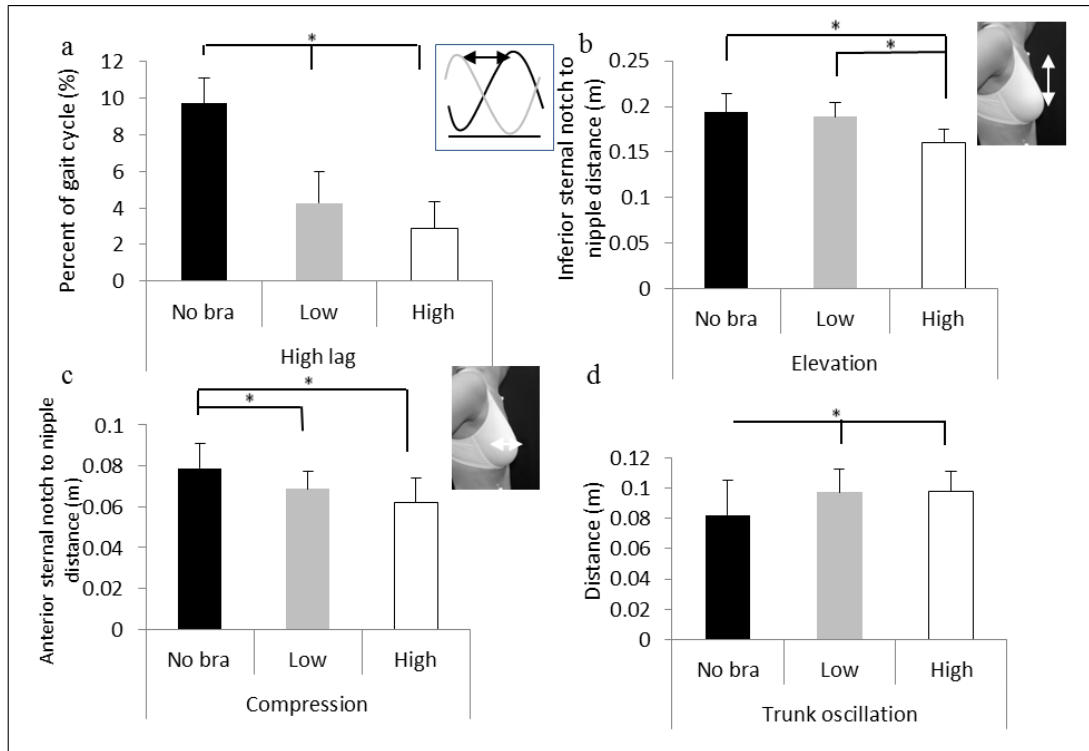 a
*
Percent of gait cycle (%)
12
10
8
6
4
2
0
No bra
Low
High
High lag
b
*
*
Inferior sternal notch to
nipple distance (m)
0.25
0.2
0.15
0.1
0.05
0
No bra
Low
High
Elevation
c
*
*
Anterior sternal notch to nipple
distance (m)
0.1
0.08
0.06
0.04
0.02
0
No bra
Low
High
Compression
d
*
Distance (m)
0.12
0.1
0.08
0.06
0.04
0.02
0
No bra
Low
High
Trunk oscillation